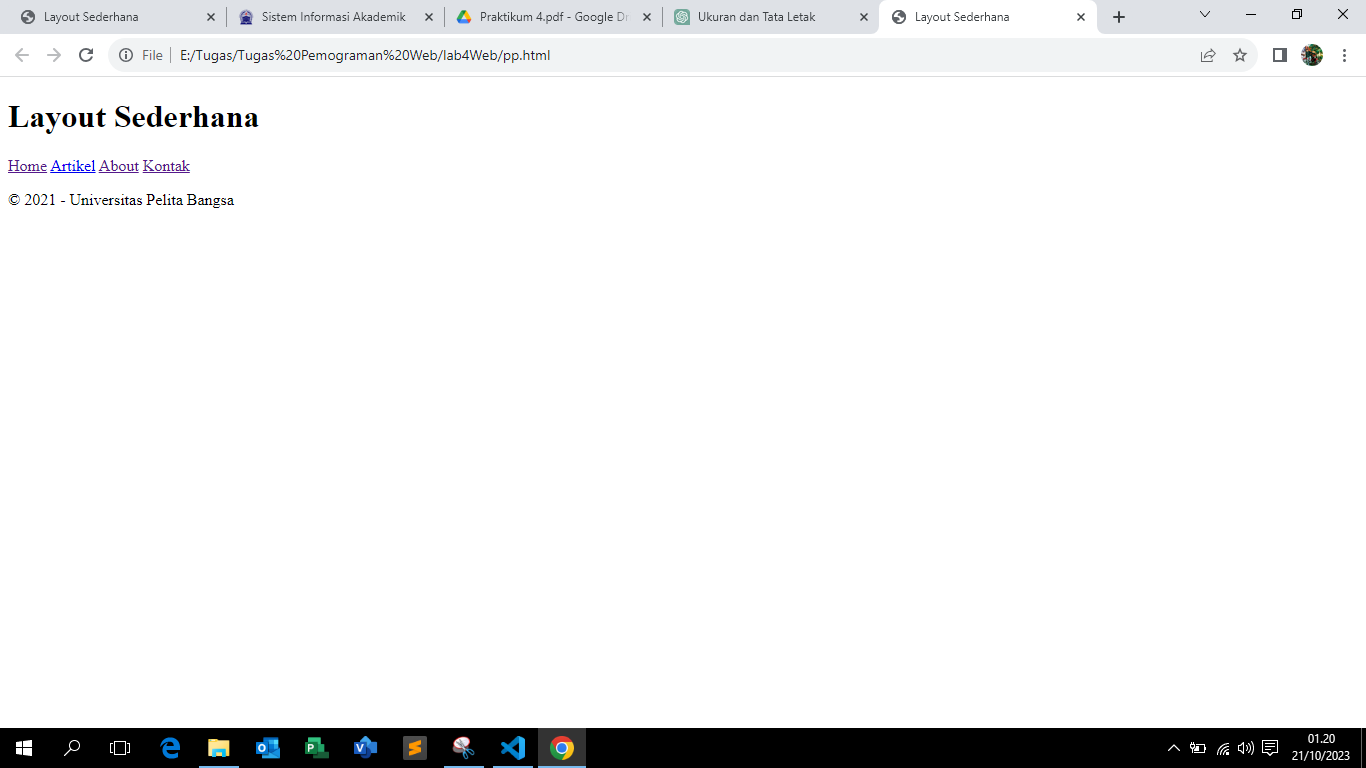 Layout Sederhana
Sistem Informasi Akademik
Praktikum 4.pdf - Google Dr
Ukuran dan Tata Letak
Layout Sederhana
File
E:/Tugas/Tugas%20Pemograman%20Web/lab4Web/pp.html
Layout Sederhana
Home Artikel About Kontak
© 2021 - Universitas Pelita Bangsa
01.20
21/10/2023